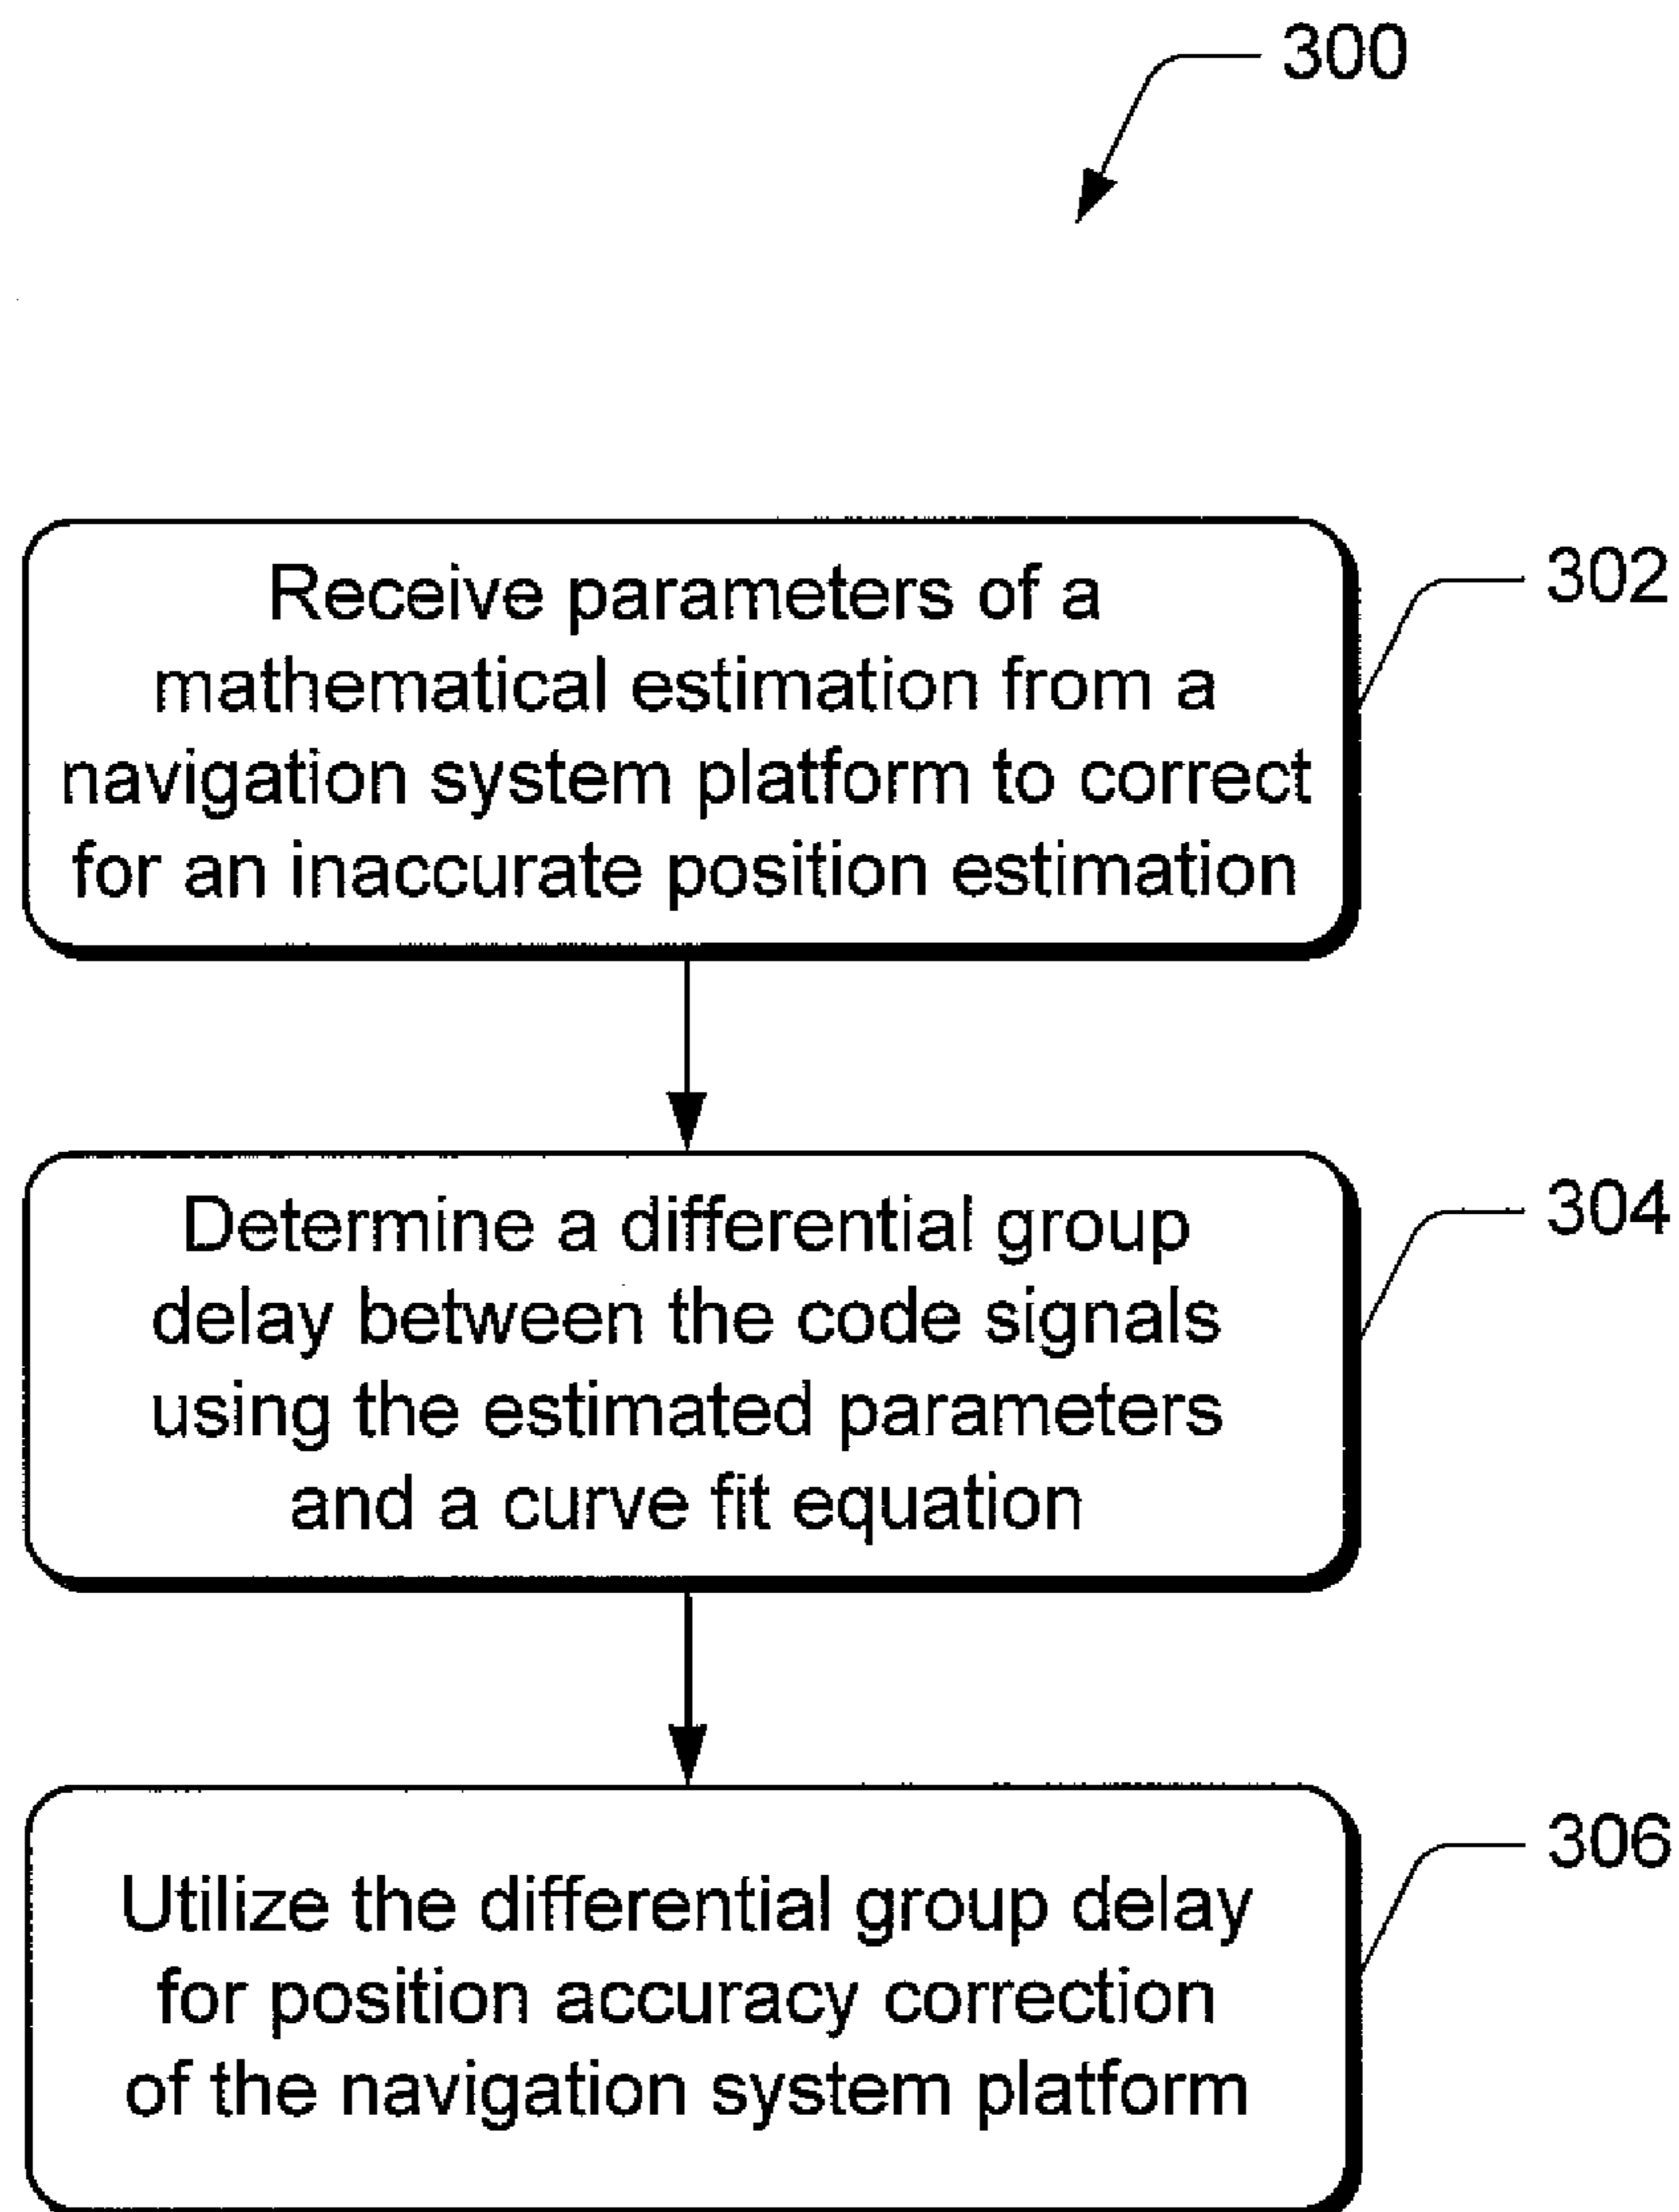 300
Receive parameters of a
mathematical estimation from a
navigation system platform to correct
for an inaccurate position estimation
302
Determine a differential group
delay between the code signals
using the estimated parameters
and a curve fit equation
304
Utilize the differential group delay
for position accuracy correction
of the navigation system platform
306